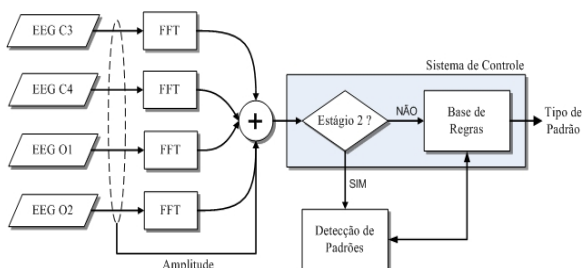 EEG C3
FFT
EEG C4
FFT
EEG O1
FFT
EEG O2
FFT
Amplitude
+
Sistema de Controle
Estágio 2 ?
NÃO
SIM
Base de
Regras
Tipo de
Padrão
Detecção de
Padrões